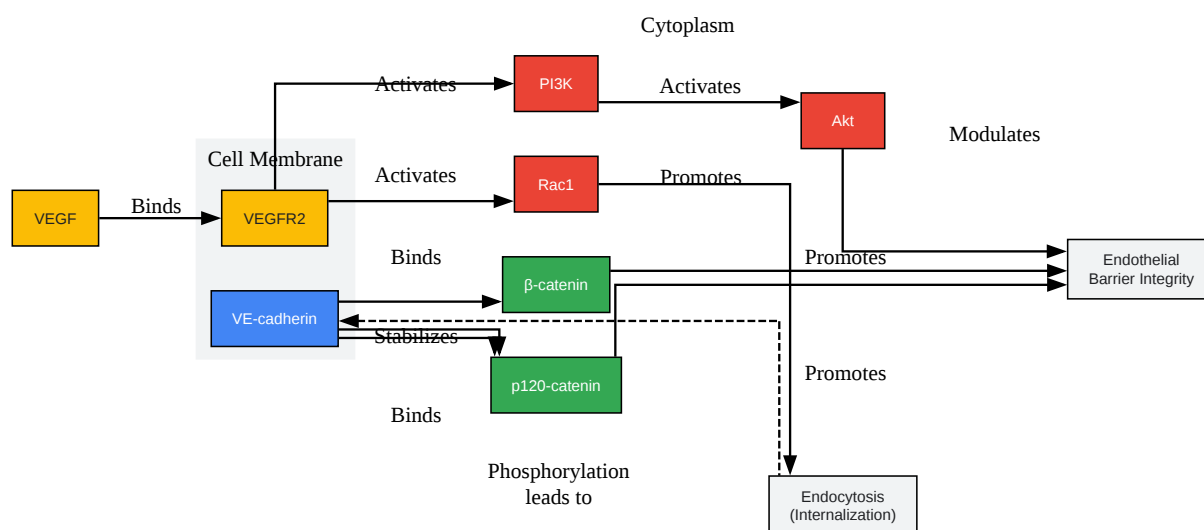 Cytoplasm
PI3K
Activates
Activates
Akt
Modulates
Cell Membrane
Activates
Rac1
Promotes
VEGF
Binds
VEGFR2
Binds
β-catenin
Promotes
Endothelial
Barrier Integrity
VE-cadherin
Stabilizes
p120-catenin
Promotes
Binds
Phosphorylation
leads to
Endocytosis
(Internalization)